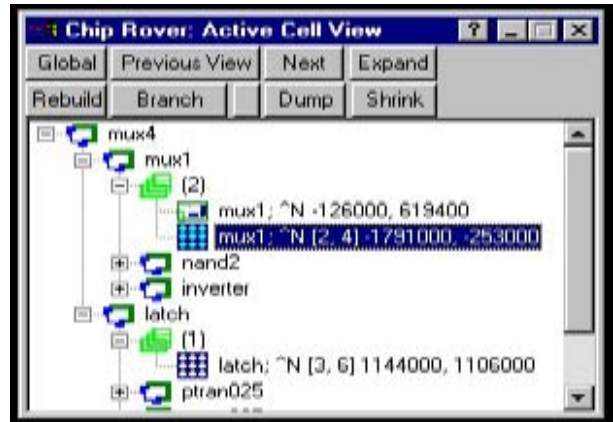 Chip Rover: Active Cell View ?
Global Previous View Next Expand
Rebuild Branch Dump Shrink
mux4
mux1
(2)
mux1; ^N -126000, 619400
mux1; ^N [2, 4] -1791000, -253000
nand2
inverter
latch
(1)
latch; ^N [3, 6] 1144000, 1106000
ptran025